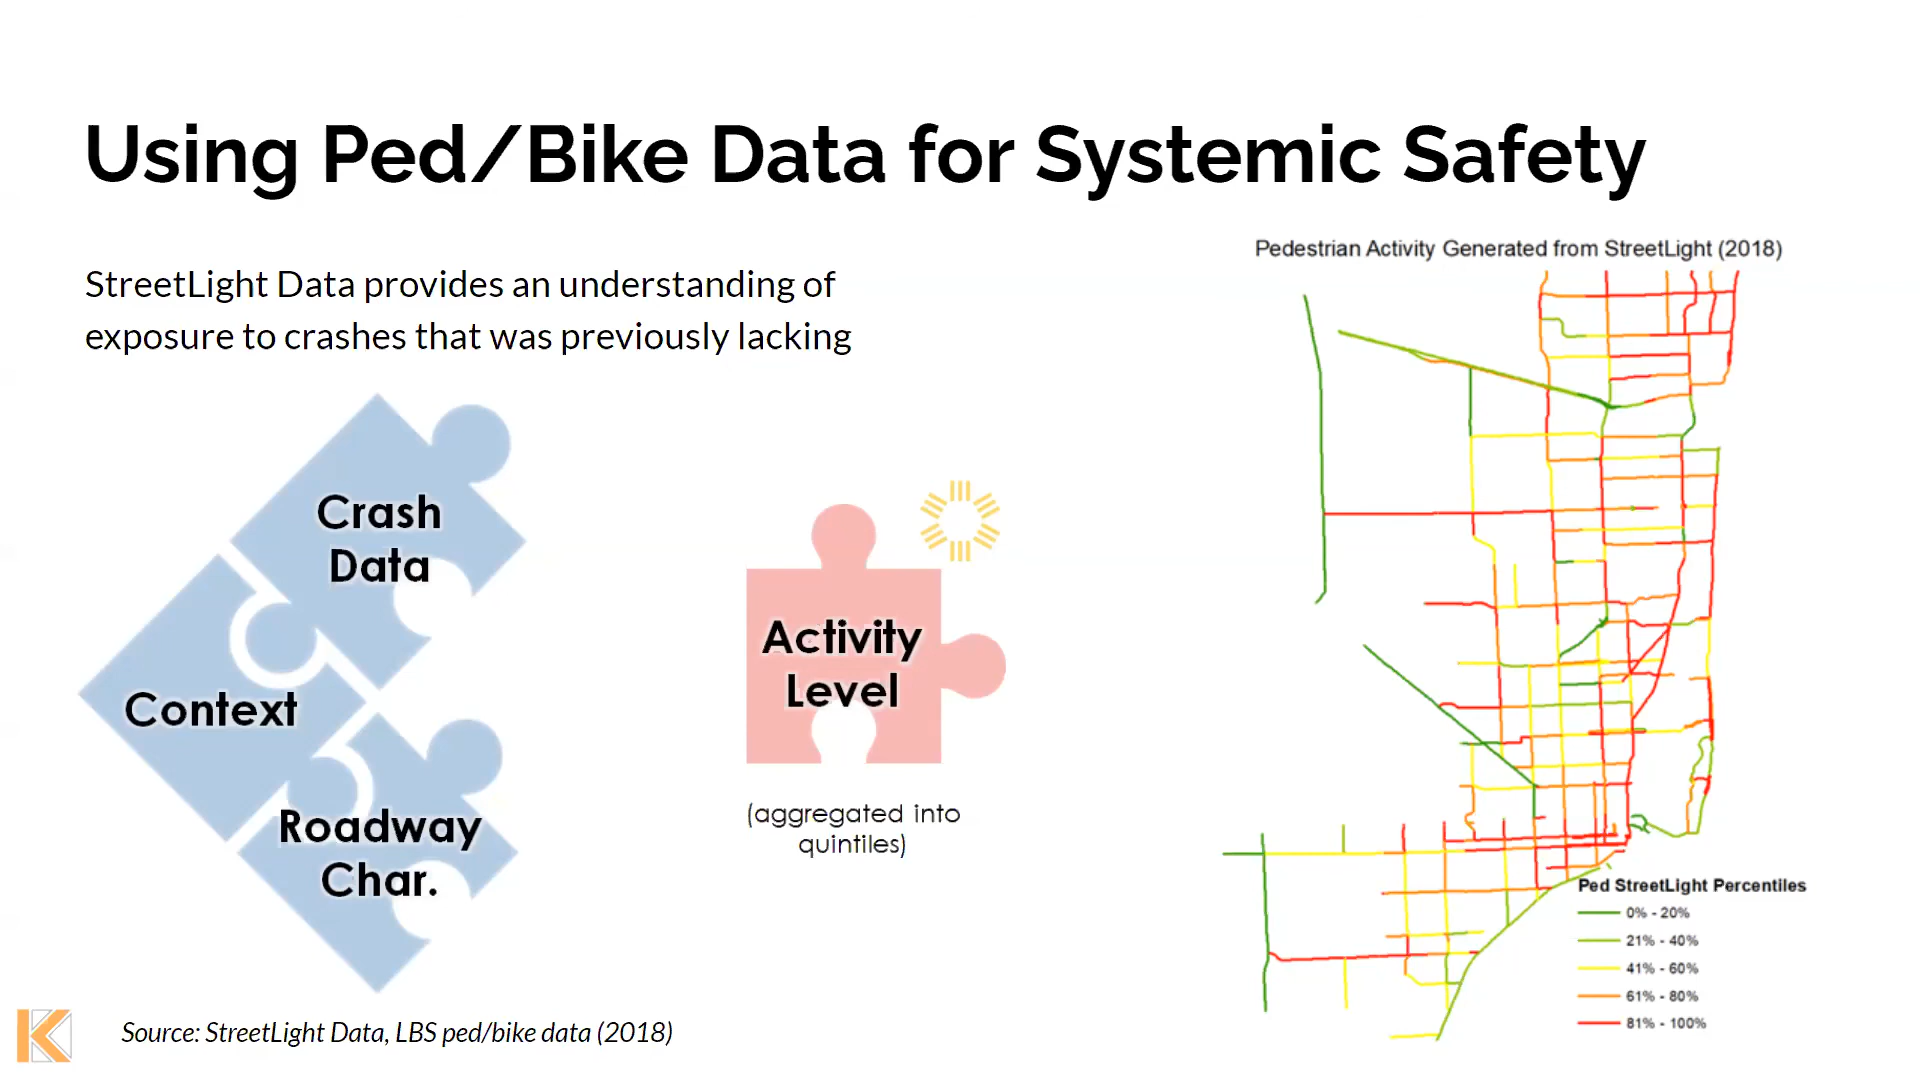 Using Ped/Bike Data for Systemic Safety
StreetLight Data provides an understanding of
exposure to crashes that was previously lacking
Pedestrian Activity Generated from StreetLight (2018)
Crash
Data
Context
Roadway
Char.
Activity
Level
(aggregated into
quintiles)
Ped StreetLight Percentiles
0% - 20%
21% - 40%
41% - 60%
61% - 80%
81% - 100%
K
Source: StreetLight Data, LBS ped/bike data (2018)